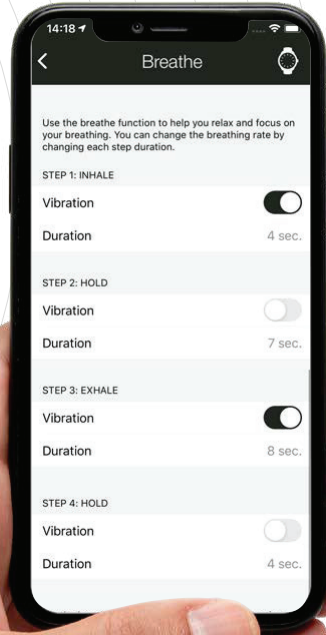 14:18
Breathe
Use the breathe function to help you relax and focus on
your breathing. You can change the breathing rate by
changing each step duration.
STEP 1: INHALE
Vibration
Duration 4 sec.
STEP 2: HOLD
Vibration
Duration 7 sec.
STEP 3: EXHALE
Vibration
Duration 8 sec.
STEP 4: HOLD
Vibration
Duration 4 sec.